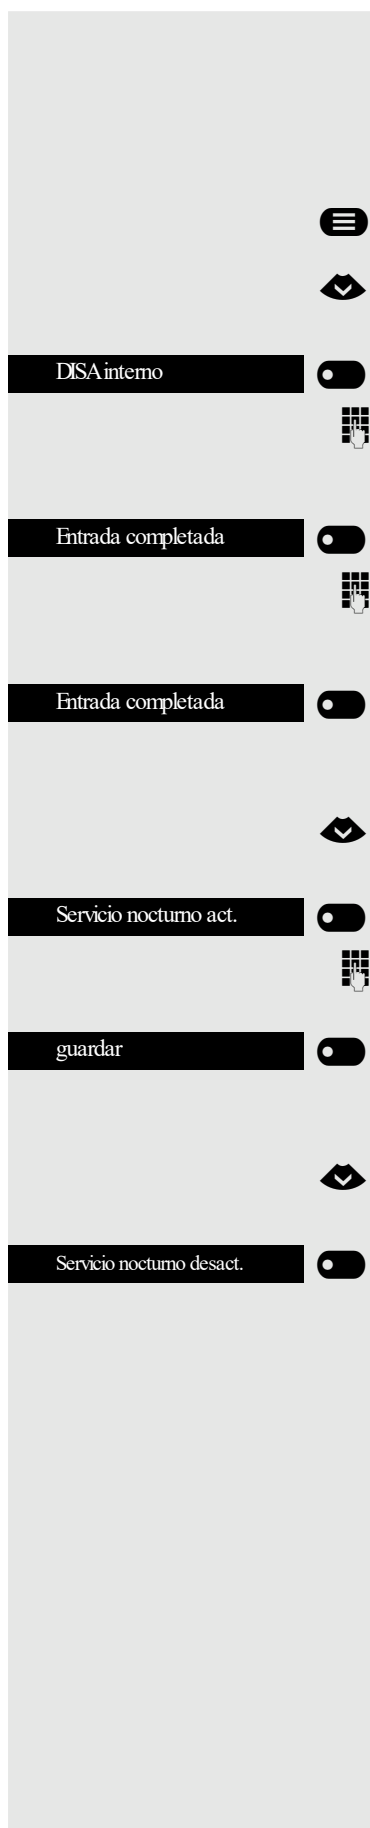 DISA interno
Entrada completada
Entrada completada
Servicio nocturno act.
guardar
Servicio nocturno desact.